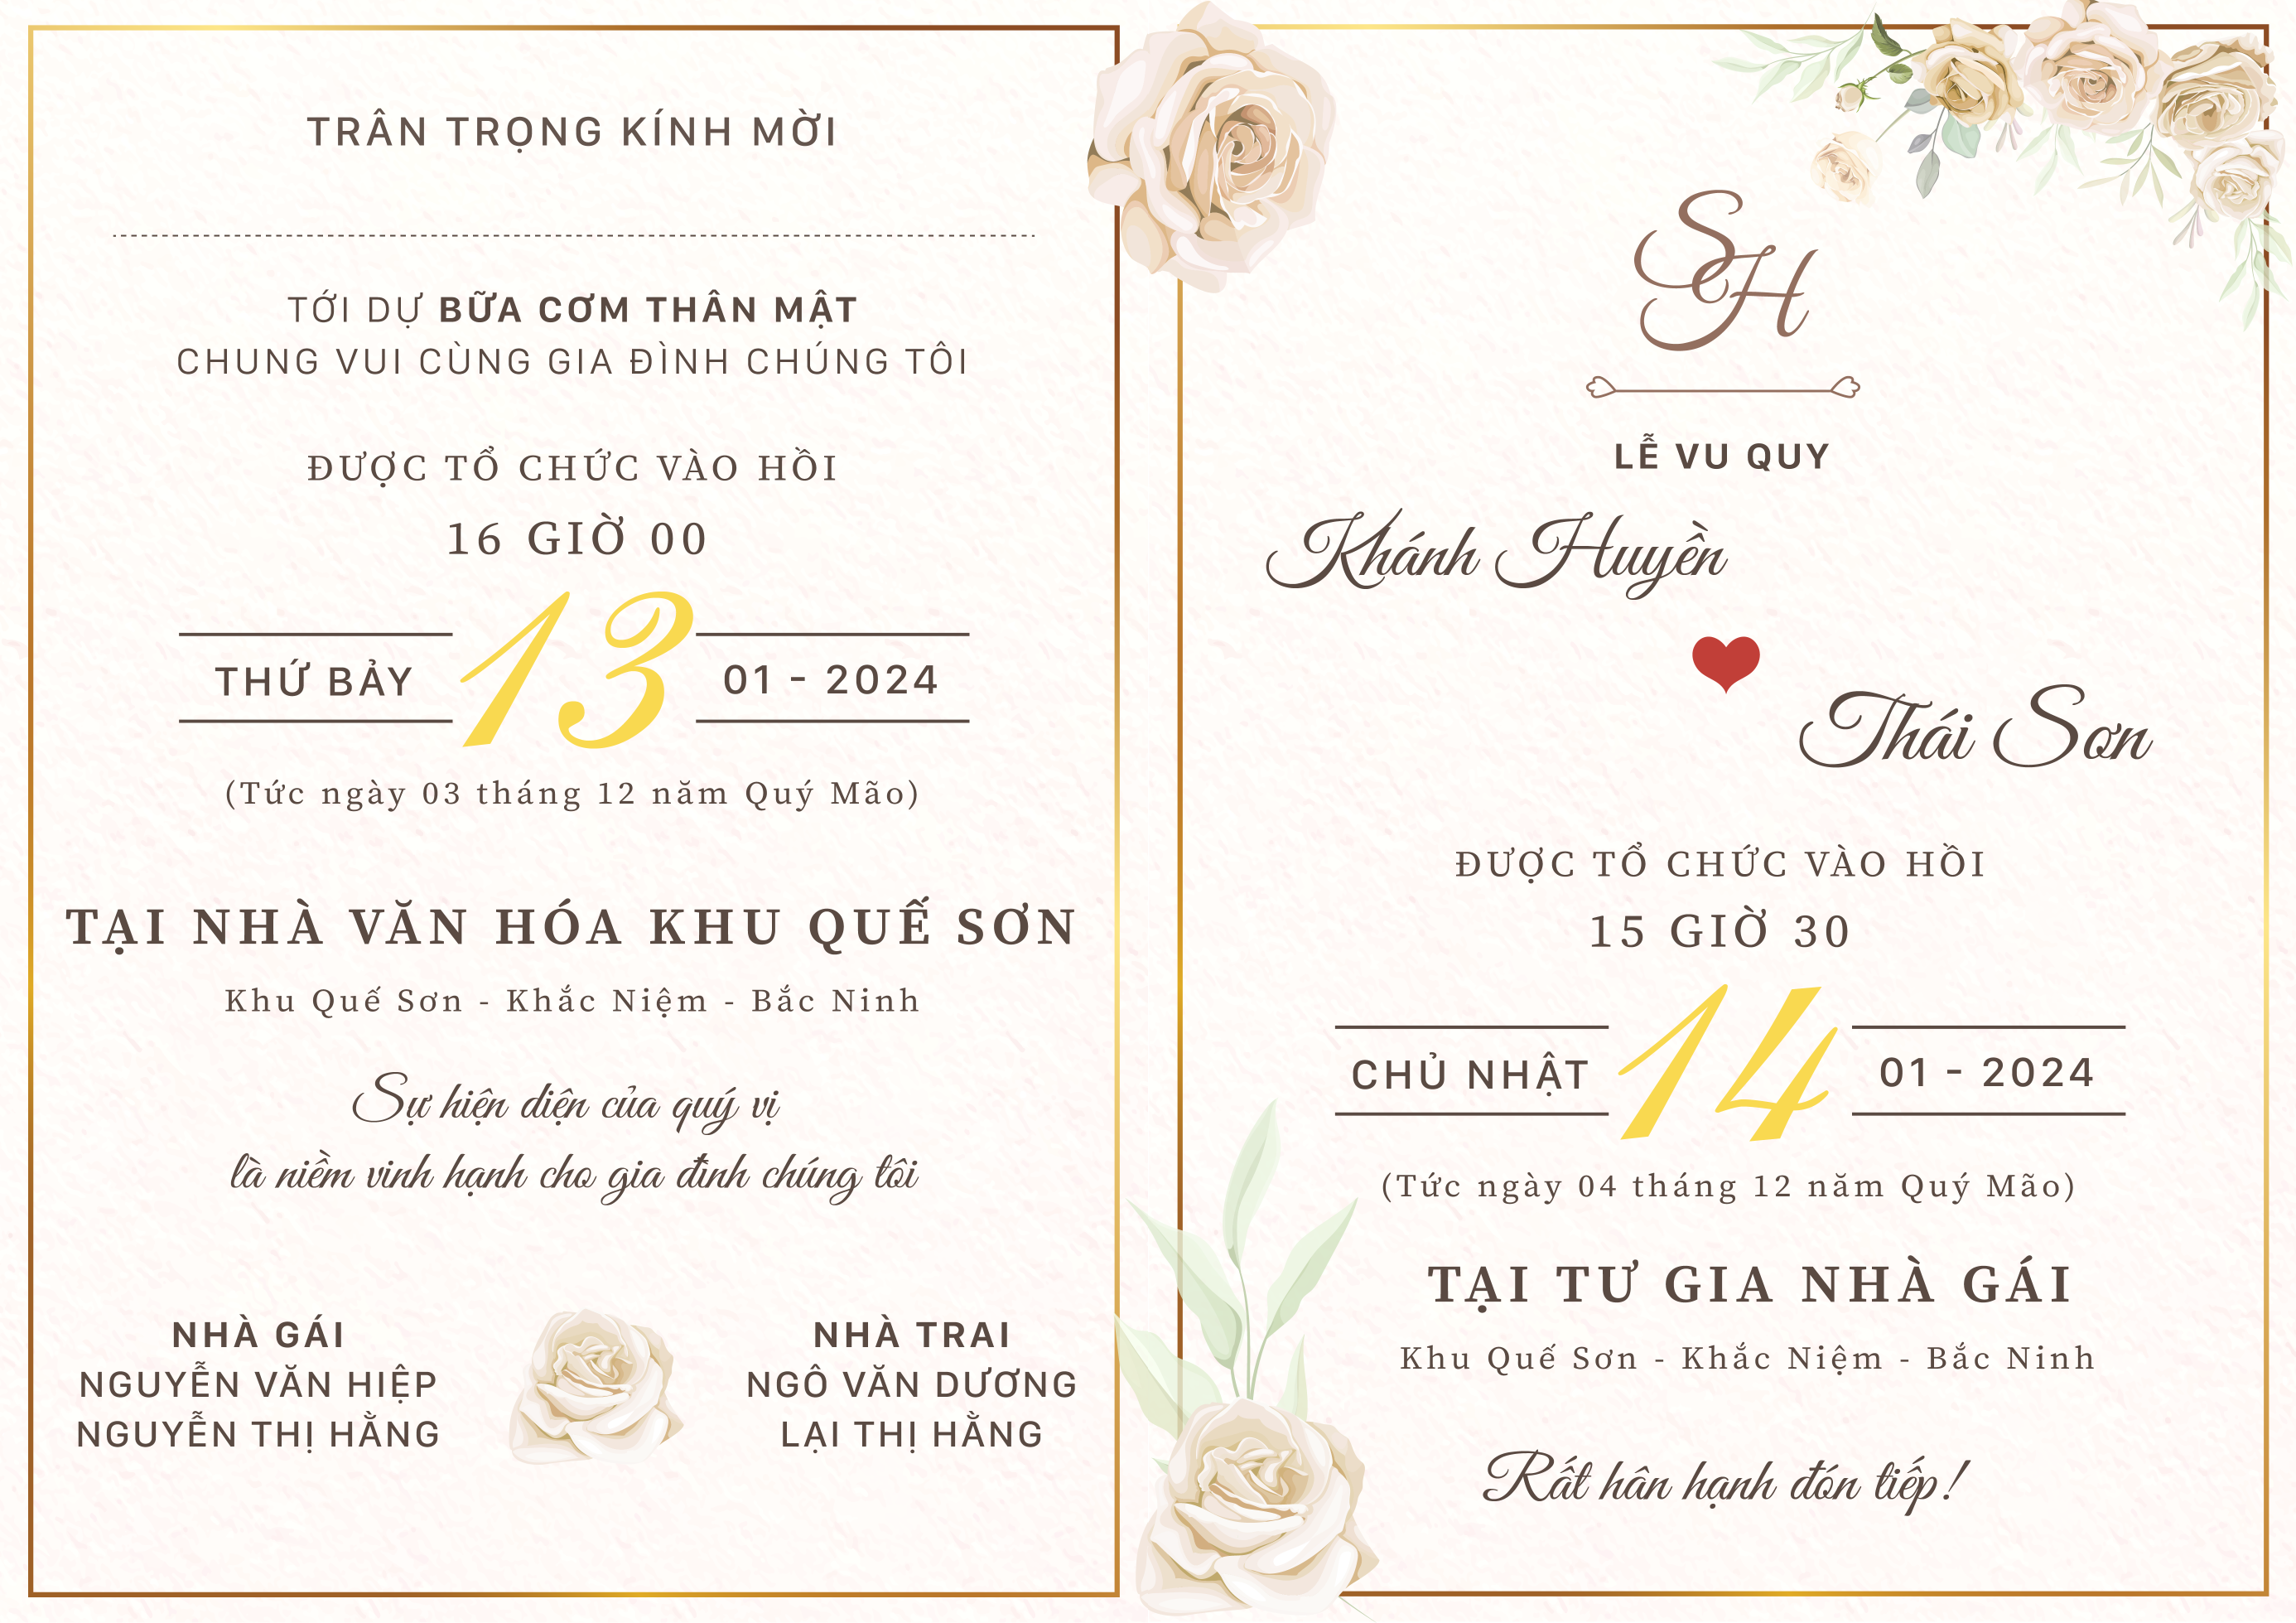 TRÂN TRỌNG KÍNH MỜI
TỚI DỰ BỮA CƠM THÂN MẬT
CHUNG VUI CÙNG GIA ĐÌNH CHÚNG TÔI
ĐƯỢC TỔ CHỨC VÀO HỒI
16 GIỜ 00
THỨ BẢY 13 01 - 2024
(Tức ngày 03 tháng 12 năm Quý Mão)
TẠI NHÀ VĂN HÓA KHU QUẾ SƠN
Khu Quế Sơn - Khắc Niệm - Bắc Ninh
Sự hiện diện của quý vị
là niềm vinh hạnh cho gia đình chúng tôi
NHÀ GÁI
NGUYỄN VĂN HIỆP
NGUYỄN THỊ HẰNG
NHÀ TRAI
NGÔ VĂN DƯƠNG
LẠI THỊ HẰNG
SH
LỄ VU QUY
Khánh Huyền
Thái Sơn
ĐƯỢC TỔ CHỨC VÀO HỒI
15 GIỜ 30
CHỦ NHẬT 14 01 - 2024
(Tức ngày 04 tháng 12 năm Quý Mão)
TẠI TƯ GIA NHÀ GÁI
Khu Quế Sơn - Khắc Niệm - Bắc Ninh
Rất hân hạnh đón tiếp!